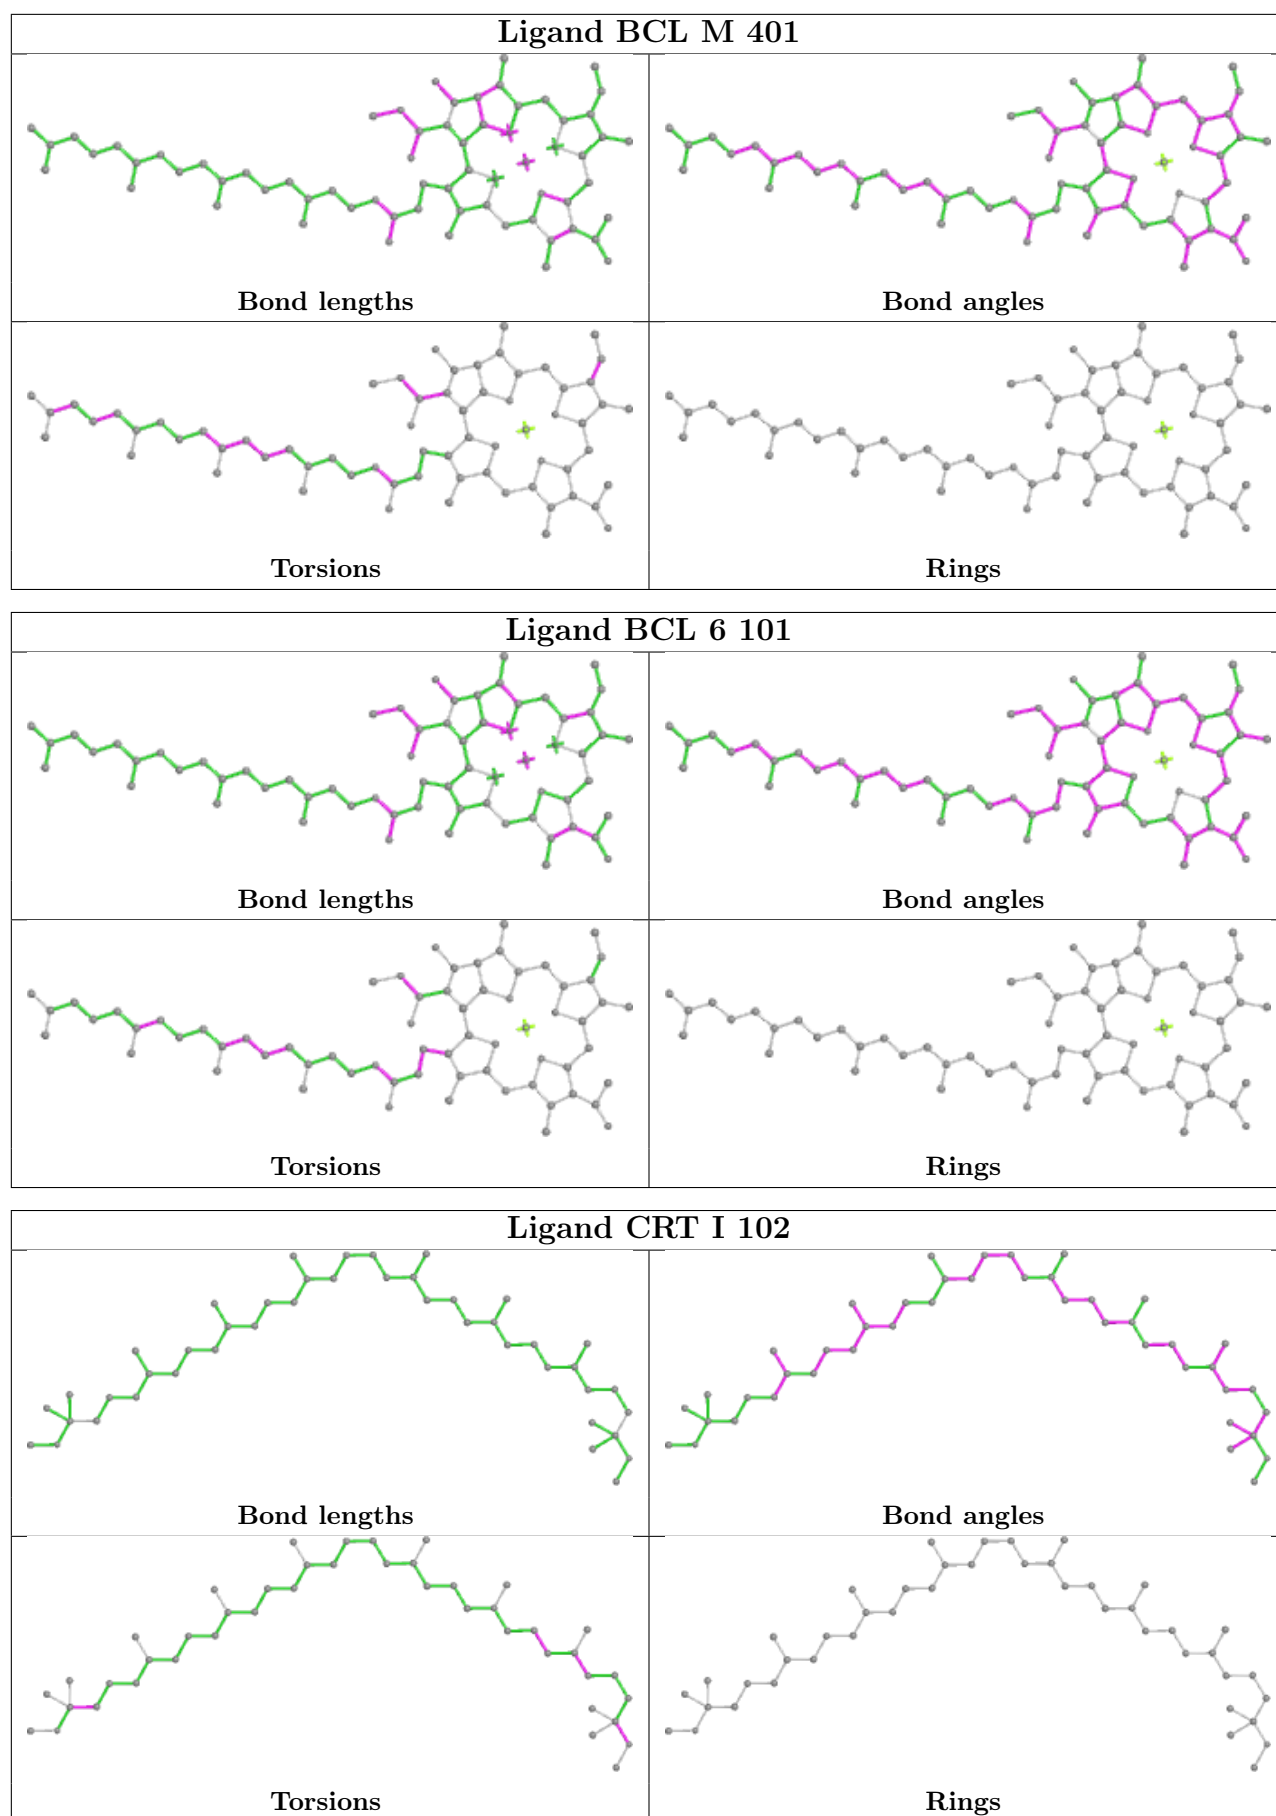 Ligand BCL M 401
Bond lengths
Bond angles
Torsions
Rings
Ligand BCL 6 101
Bond lengths
Bond angles
Torsions
Rings
Ligand CRT I 102
Bond lengths
Bond angles
Torsions
Rings